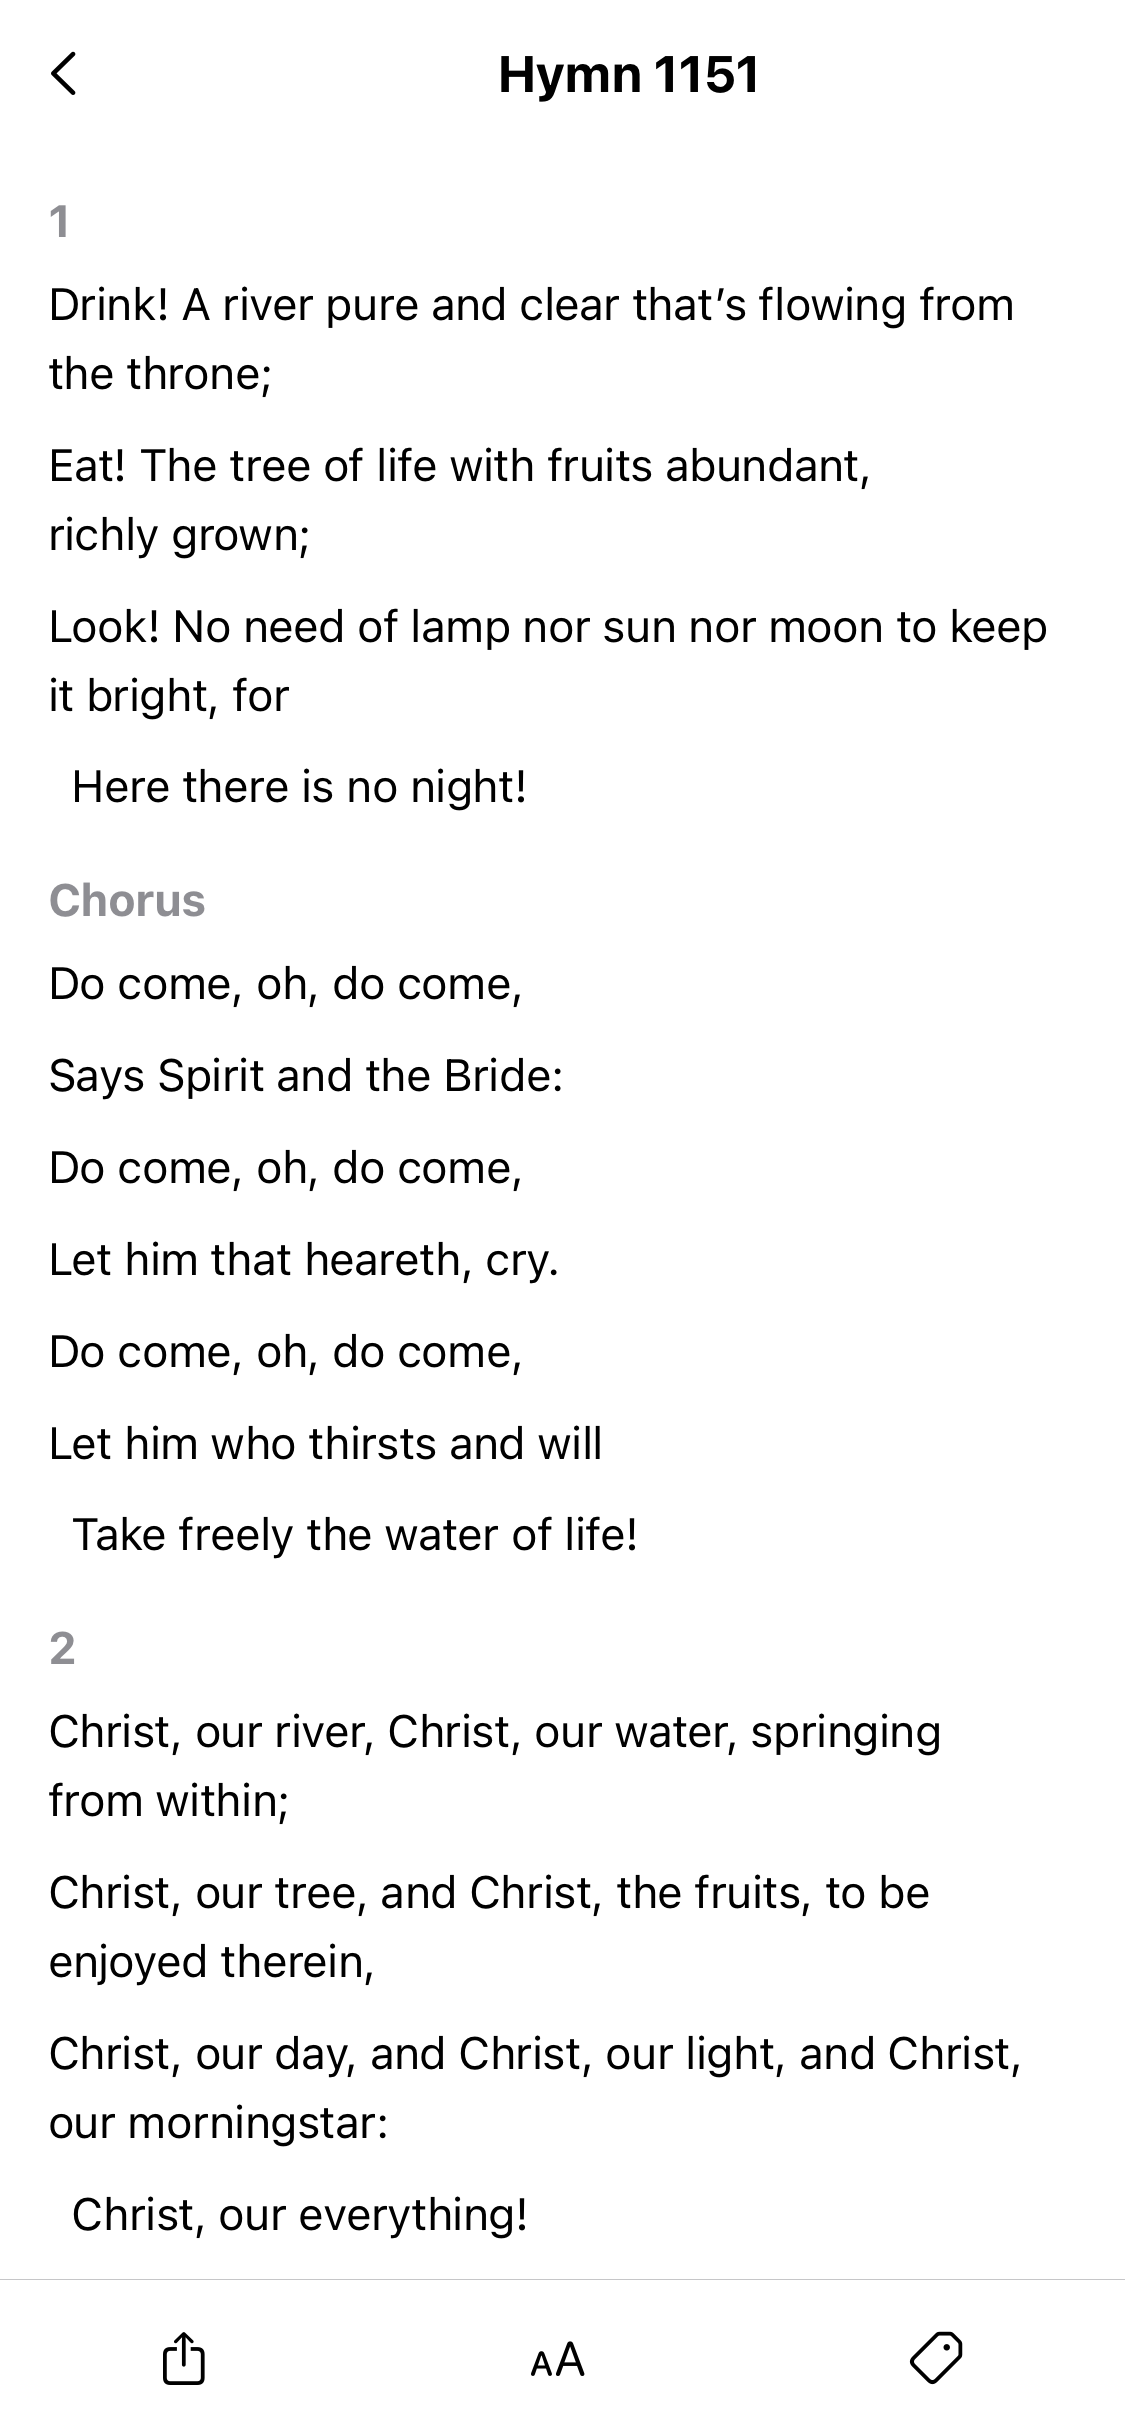 Hymn 1151
1
Drink! A river pure and clear that’s flowing from
the throne;
Eat! The tree of life with fruits abundant,
richly grown;
Look! No need of lamp nor sun nor moon to keep
it bright, for
Here there is no night!
Chorus
Do come, oh, do come,
Says Spirit and the Bride:
Do come, oh, do come,
Let him that heareth, cry.
Do come, oh, do come,
Let him who thirsts and will
Take freely the water of life!
2
Christ, our river, Christ, our water, springing
from within;
Christ, our tree, and Christ, the fruits, to be
enjoyed therein,
Christ, our day, and Christ, our light, and Christ,
our morningstar:
Christ, our everything!
AA